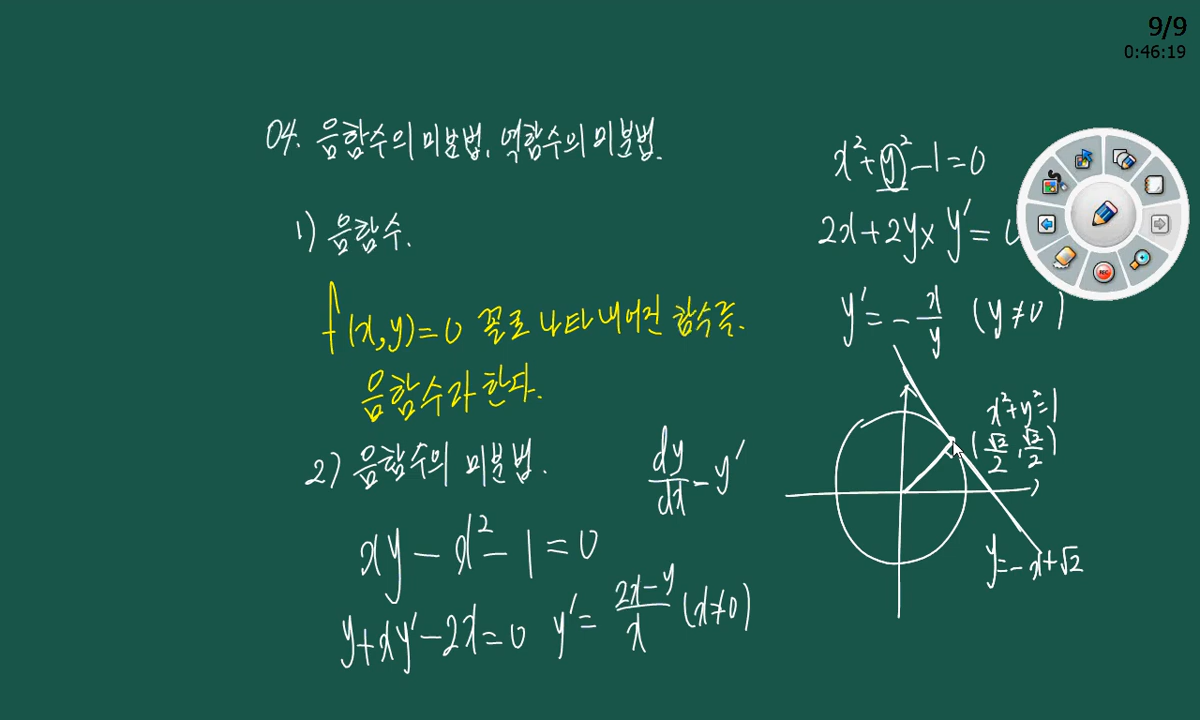 9/9
0:46:19
04. 음함수의 미분법, 역함수의 미분법.
1) 음함수.
f(x,y)=0 꼴로 나타내어진 함수를.
음함수라 한다.
2) 음함수의 미분법.
dy/dx - y′
xy - x² - 1 = 0
y+xy′-2x=0 y′= (2x-y)/x (x≠0)
x²+y²-1=0
2x+2y×y′=0
y′=-x/y (y≠0)
x²+y²=1
(√2/2, √2/2)
y=-x+√2
REC